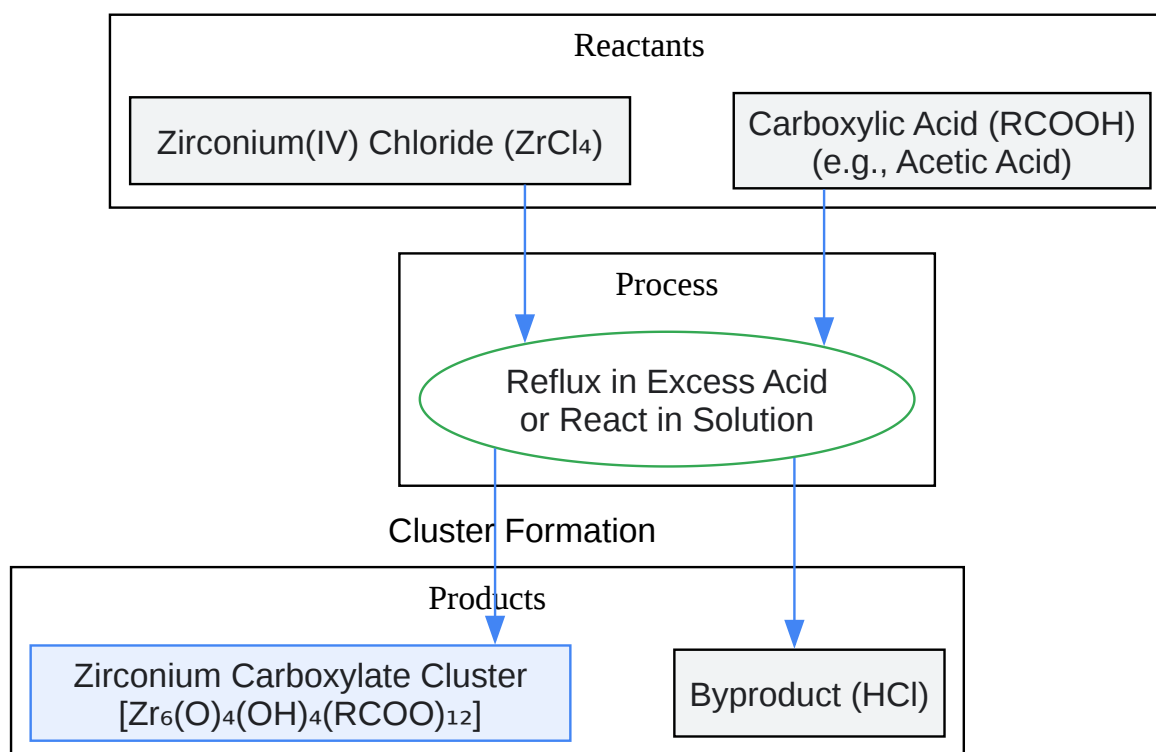 Reactants
Zirconium(IV) Chloride (ZrCl₄)
Carboxylic Acid (RCOOH)
(e.g., Acetic Acid)
Process
Reflux in Excess Acid
or React in Solution
Cluster Formation
Products
Zirconium Carboxylate Cluster
[Zr₆(O)₄(OH)₄(RCOO)₁₂]
Byproduct (HCl)